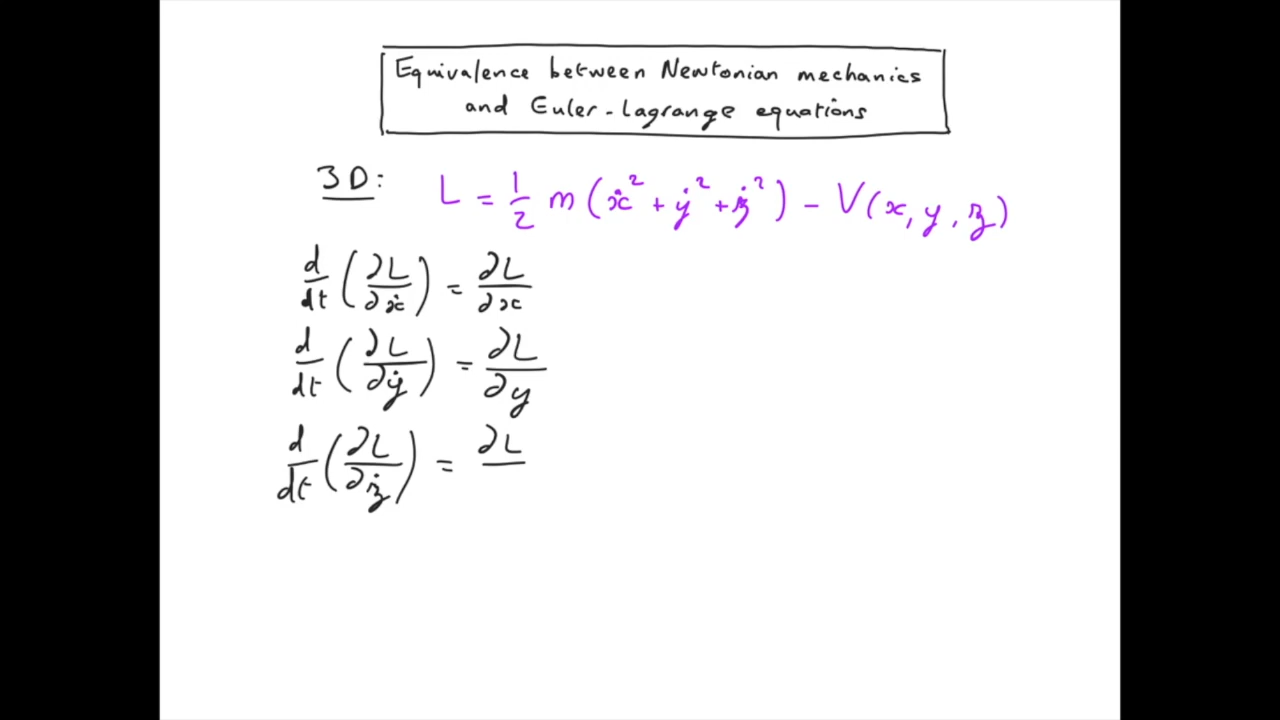 Equivalence between Newtonian mechanics
and Euler-Lagrange equations
3D: L = 1/2 m (ẋ² + ẏ² + ż²) - V(x, y, z)
d/dt (∂L/∂ẋ) = ∂L/∂x
d/dt (∂L/∂ẏ) = ∂L/∂y
d/dt (∂L/∂ż) = ∂L/